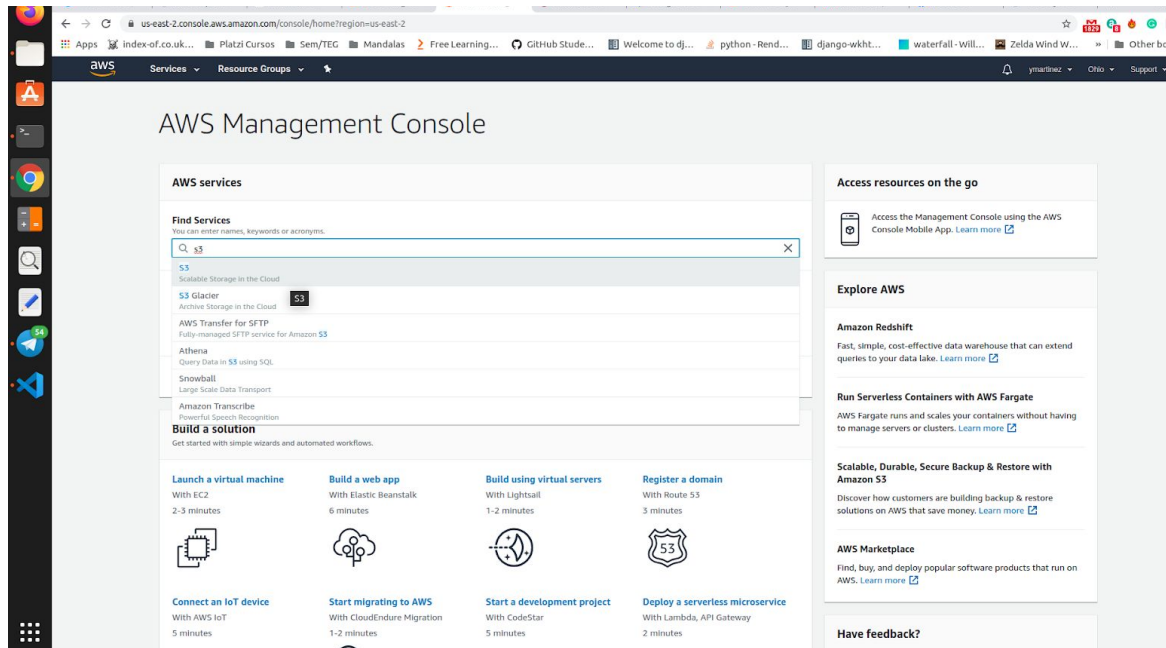 us-east-2.console.aws.amazon.com/console/home?region=us-east-2
1829
Apps index-of.co.uk... Platzi Cursos Sem/TEG Mandalas Free Learning... GitHub Stude... Welcome to dj... python - Rend... django-wkht... waterfall - Will... Zelda Wind W... » Other bo
aws Services Resource Groups ymartinez Ohio Support
AWS Management Console
AWS services
Find Services
You can enter names, keywords or acronyms.
s3
S3
Scalable Storage in the Cloud
S3 Glacier
Archive Storage in the Cloud
S3
AWS Transfer for SFTP
Fully-managed SFTP service for Amazon S3
Athena
Query Data in S3 using SQL
Snowball
Large Scale Data Transport
Amazon Transcribe
Powerful Speech Recognition
Build a solution
Get started with simple wizards and automated workflows.
Launch a virtual machine
With EC2
2-3 minutes
Build a web app
With Elastic Beanstalk
6 minutes
Build using virtual servers
With Lightsail
1-2 minutes
Register a domain
With Route 53
3 minutes
53
Connect an IoT device
With AWS IoT
5 minutes
Start migrating to AWS
With CloudEndure Migration
1-2 minutes
Start a development project
With CodeStar
5 minutes
Deploy a serverless microservice
With Lambda, API Gateway
2 minutes
Access resources on the go
Access the Management Console using the AWS
Console Mobile App. Learn more
Explore AWS
Amazon Redshift
Fast, simple, cost-effective data warehouse that can extend
queries to your data lake. Learn more
Run Serverless Containers with AWS Fargate
AWS Fargate runs and scales your containers without having
to manage servers or clusters. Learn more
Scalable, Durable, Secure Backup & Restore with
Amazon S3
Discover how customers are building backup & restore
solutions on AWS that save money. Learn more
AWS Marketplace
Find, buy, and deploy popular software products that run on
AWS. Learn more
Have feedback?
54